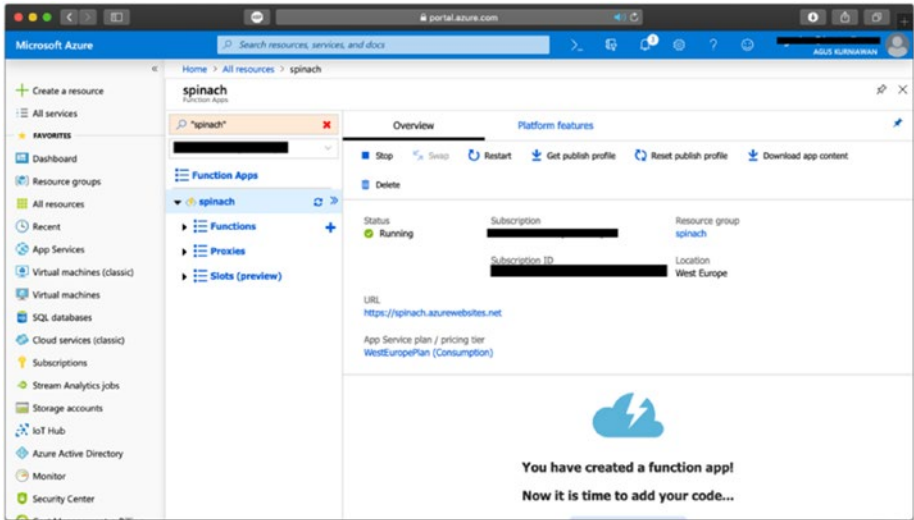 portal.azure.com
Microsoft Azure
Search resources, services, and docs
AGUS KURNIAWAN
Home > All resources > spinach
spinach
Function Apps
Create a resource
All services
FAVORITES
Dashboard
Resource groups
All resources
Recent
App Services
Virtual machines (classic)
Virtual machines
SQL databases
Cloud services (classic)
Subscriptions
Stream Analytics jobs
Storage accounts
IoT Hub
Azure Active Directory
Monitor
Security Center
"spinach"
Function Apps
spinach
Functions
Proxies
Slots (preview)
Overview
Platform features
Stop
Swap
Restart
Get publish profile
Reset publish profile
Download app content
Delete
Status
Running
Subscription
Resource group
spinach
Subscription ID
Location
West Europe
URL
https://spinach.azurewebsites.net
App Service plan / pricing tier
WestEuropePlan (Consumption)
You have created a function app!
Now it is time to add your code...